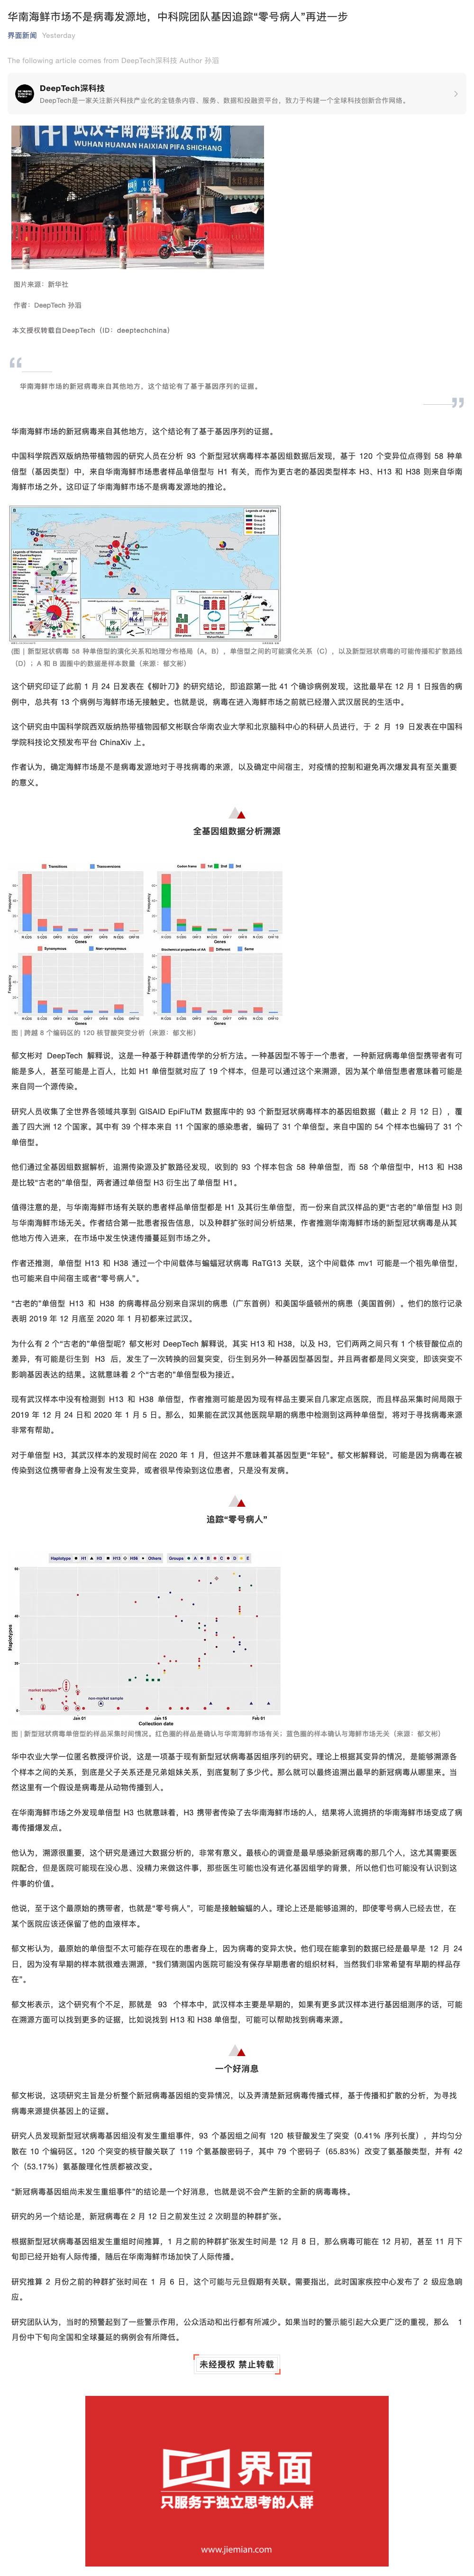 华南海鲜市场不是病毒发源地，中科院团队基因追踪“零号病人”再进一步
界面新闻 Yesterday
The following article comes from DeepTech深科技 Author 孙滔
DeepTech深科技
DeepTech是一家关注新兴科技产业化的全链条内容、服务、数据和投融资平台，致力于构建一个全球科技创新合作网络。
武汉华南海鲜批发市场
WUHAN HUANAN HAIXIAN PIFA SHICHANG
图片来源：新华社
作者：DeepTech 孙滔
本文授权转载自DeepTech（ID：deeptechchina）
华南海鲜市场的新冠病毒来自其他地方，这个结论有了基于基因序列的证据。
华南海鲜市场的新冠病毒来自其他地方，这个结论有了基于基因序列的证据。
中国科学院西双版纳热带植物园的研究人员在分析 93 个新型冠状病毒样本基因组数据后发现，基于 120 个变异位点得到 58 种单
倍型（基因类型）中，来自华南海鲜市场患者样品单倍型与 H1 有关，而作为更古老的基因类型样本 H3、H13 和 H38 则来自华南
海鲜市场之外。这印证了华南海鲜市场不是病毒发源地的推论。
(图 | 新型冠状病毒 58 种单倍型的演化关系和地理分布格局（A、B），单倍型之间的可能演化关系（C），以及新型冠状病毒的可能传播和扩散路线
（D）；A 和 B 圆圈中的数据是样本数量（来源：郁文彬）
这个研究印证了此前 1 月 24 日发表在《柳叶刀》的研究结论，即追踪第一批 41 个确诊病例发现，这批最早在 12 月 1 日报告的病
例中，总共有 13 个病例与海鲜市场无接触史。也就是说，病毒在进入海鲜市场之前就已经潜入武汉居民的生活中。
这个研究由中国科学院西双版纳热带植物园郁文彬联合华南农业大学和北京脑科中心的科研人员进行，于 2 月 19 日发表在中国科
学院科技论文预发布平台 ChinaXiv 上。
作者认为，确定海鲜市场是不是病毒发源地对于寻找病毒的来源，以及确定中间宿主，对疫情的控制和避免再次爆发具有至关重要
的意义。
全基因组数据分析溯源
Transitions Transversions
Codon frame 1st 2nd 3rd
Frequency
Genes
Synonymous Non-synonymous
Biochemical properties of AA Different Same
Frequency
Genes
图 | 跨越 8 个编码区的 120 核苷酸突变分析（来源：郁文彬）
郁文彬对 DeepTech 解释说，这是一种基于种群遗传学的分析方法。一种基因型不等于一个患者，一种新冠病毒单倍型携带者有可
能是多人，甚至可能是上百人，比如 H1 单倍型就对应了 19 个样本，但是可以通过这个来溯源，因为某个单倍型患者意味着可能是
来自同一个源传染。
研究人员收集了全世界各领域共享到 GISAID EpiFluTM 数据库中的 93 个新型冠状病毒样本的基因组数据（截止 2 月 12 日），覆
盖了四大洲 12 个国家。其中有 39 个样本来自 11 个国家的感染患者，编码了 31 个单倍型。来自中国的 54 个样本也编码了 31 个
单倍型。
他们通过全基因组数据解析，追溯传染源及扩散路径发现，收到的 93 个样本包含 58 种单倍型，而 58 个单倍型中，H13 和 H38
是比较“古老的”单倍型，两者通过单倍型 H3 衍生出了单倍型 H1。
值得注意的是，与华南海鲜市场有关联的患者样品单倍型都是 H1 及其衍生单倍型，而一份来自武汉样品的更“古老的”单倍型 H3 则
与华南海鲜市场无关。作者结合第一批患者报告信息，以及种群扩张时间分析结果，作者推测华南海鲜市场的新型冠状病毒是从其
他地方传入进来，在市场中发生快速传播蔓延到市场之外。
作者还推测，单倍型 H13 和 H38 通过一个中间载体与蝙蝠冠状病毒 RaTG13 关联，这个中间载体 mv1 可能是一个祖先单倍型，
也可能来自中间宿主或者“零号病人”。
“古老的”单倍型 H13 和 H38 的病毒样品分别来自深圳的病患（广东首例）和美国华盛顿州的病患（美国首例）。他们的旅行记录
表明 2019 年 12 月底至 2020 年 1 月初都来过武汉。
为什么有 2 个“古老的”单倍型呢？郁文彬对 DeepTech 解释说，其实 H13 和 H38，以及 H3，它们两两之间只有 1 个核苷酸位点的
差异，有可能是衍生到 H3 后，发生了一次转换的回复突变，衍生到另外一种基因型基因型。并且两者都是同义突变，即该突变不
影响基因表达的结果。这就意味着 2 个“古老的”单倍型极为接近。
现有武汉样本中没有检测到 H13 和 H38 单倍型，作者推测可能是因为现有样品主要采自几家定点医院，而且样品采集时间局限于
2019 年 12 月 24 日和 2020 年 1 月 5 日。那么，如果能在武汉其他医院早期的病患中检测到这两种单倍型，将对于寻找病毒来源
非常有帮助。
对于单倍型 H3，其武汉样本的发现时间在 2020 年 1 月，但这并不意味着其基因型更“年轻”。郁文彬解释说，可能是因为病毒在被
传染到这位携带者身上没有发生变异，或者很早传染到这位患者，只是没有发病。
追踪“零号病人”
Haplotype H1 H3 H13 H38 Others Groups A B C D E
Haplotypes
market samples
non-market sample
Jan 01 Jan 15 Feb 01
Collection date
图 | 新型冠状病毒单倍型的样品采集时间情况。红色圈的样品是确认与华南海鲜市场有关；蓝色圈的样本确认与海鲜市场无关（来源：郁文彬）
华中农业大学一位匿名教授评价说，这是一项基于现有新型冠状病毒基因组序列的研究。理论上根据其变异的情况，是能够溯源各
个样本之间的关系，到底是父子关系还是兄弟姐妹关系，到底复制了多少代。那么就可以最终追溯出最早的新冠病毒从哪里来。当
然这里有一个假设是病毒是从动物传播到人。
在华南海鲜市场之外发现单倍型 H3 也就意味着，H3 携带者传染了去华南海鲜市场的人，结果将人流拥挤的华南海鲜市场变成了病
毒传播爆发点。
他认为，溯源很重要，这个研究是通过大数据分析的，非常有意义。最核心的调查是最早感染新冠病毒的那几个人，这尤其需要医
院配合，但是医院可能现在没心思、没精力来做这件事，那些医生可能也没有进化基因组学的背景，所以他们也可能没有认识到这
件事的价值。
他说，至于这个最原始的携带者，也就是“零号病人”，可能是接触蝙蝠的人。理论上还是能够追溯的，即使零号病人已经去世，在
某个医院应该还保留了他的血液样本。
郁文彬认为，最原始的单倍型不太可能存在现在的患者身上，因为病毒的变异太快。他们现在能拿到的数据已经是最早是 12 月 24
日，因为没有早期的样本就很难去溯源，“我们猜测国内医院可能没有保存早期患者的组织材料，当然我们非常希望有早期的样品存
在”。
郁文彬表示，这个研究有个不足，那就是 93 个样本中，武汉样本主要是早期的，如果有更多武汉样本进行基因组测序的话，可能
在溯源方面可以找到更多的证据，比如说找到 H13 和 H38 单倍型，可能可以帮助找到病毒来源。
一个好消息
郁文彬说，这项研究主旨是分析整个新冠病毒基因组的变异情况，以及弄清楚新冠病毒传播式样，基于传播和扩散的分析，为寻找
病毒来源提供基因上的证据。
研究人员发现新型冠状病毒基因组没有发生重组事件，93 个基因组之间有 120 核苷酸发生了突变（0.41% 序列长度），并均匀分
散在 10 个编码区。120 个突变的核苷酸关联了 119 个氨基酸密码子，其中 79 个密码子（65.83%）改变了氨基酸类型，并有 42
个（53.17%）氨基酸理化性质都被改变。
“新冠病毒基因组尚未发生重组事件”的结论是一个好消息，也就是说不会产生新的全新的病毒毒株。
研究的另一个结论是，新冠病毒在 2 月 12 日之前发生过 2 次明显的种群扩张。
根据新型冠状病毒基因组发生重组时间推算，1 月之前的种群扩张发生时间是 12 月 8 日，那么病毒可能在 12 月初，甚至 11 月下
旬即已经开始有人际传播，随后在华南海鲜市场加快了人际传播。
研究推算 2 月份之前的种群扩张时间在 1 月 6 日，这个可能与元旦假期有关联。需要指出，此时国家疾控中心发布了 2 级应急响
应。
研究团队认为，当时的预警起到了一些警示作用，公众活动和出行都有所减少。如果当时的警示能引起大众更广泛的重视，那么 1
月份中下旬向全国和全球蔓延的病例会有所降低。
未经授权 禁止转载
界面
只服务于独立思考的人群
www.jiemian.com